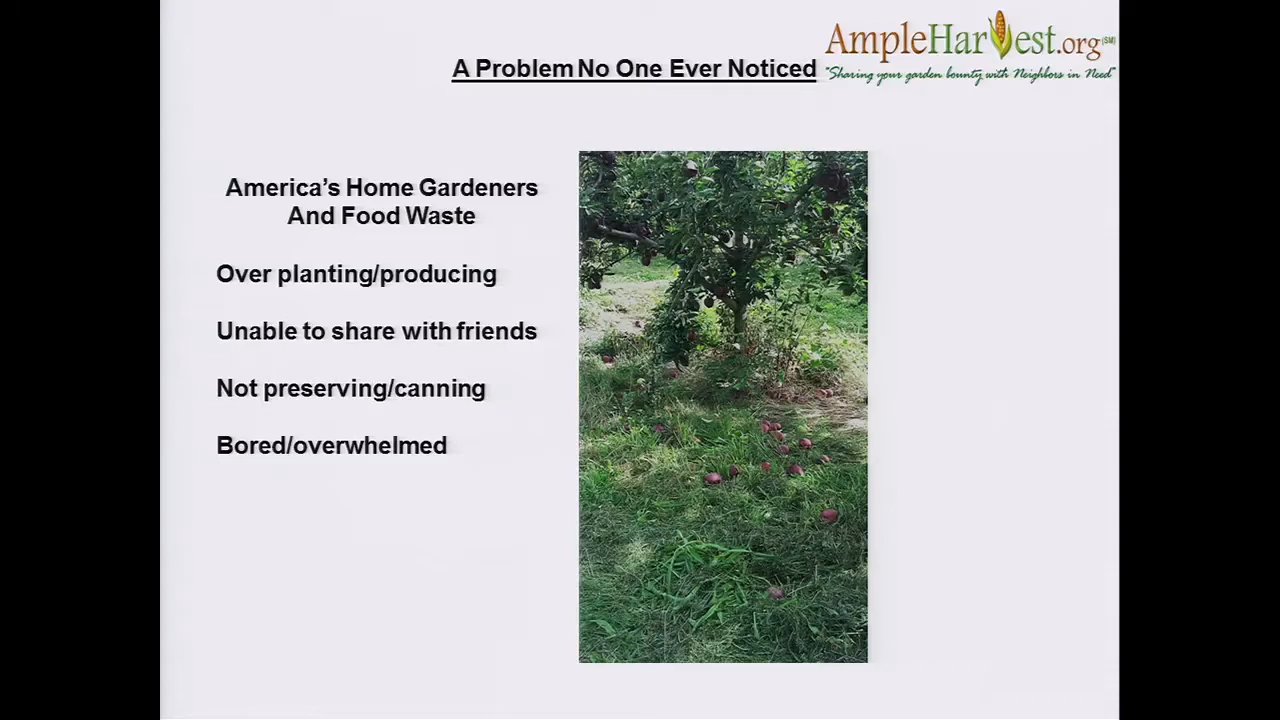 AmpleHarvest.org(SM)
A Problem No One Ever Noticed
"Sharing your garden bounty with Neighbors in Need"
America's Home Gardeners
And Food Waste
Over planting/producing
Unable to share with friends
Not preserving/canning
Bored/overwhelmed